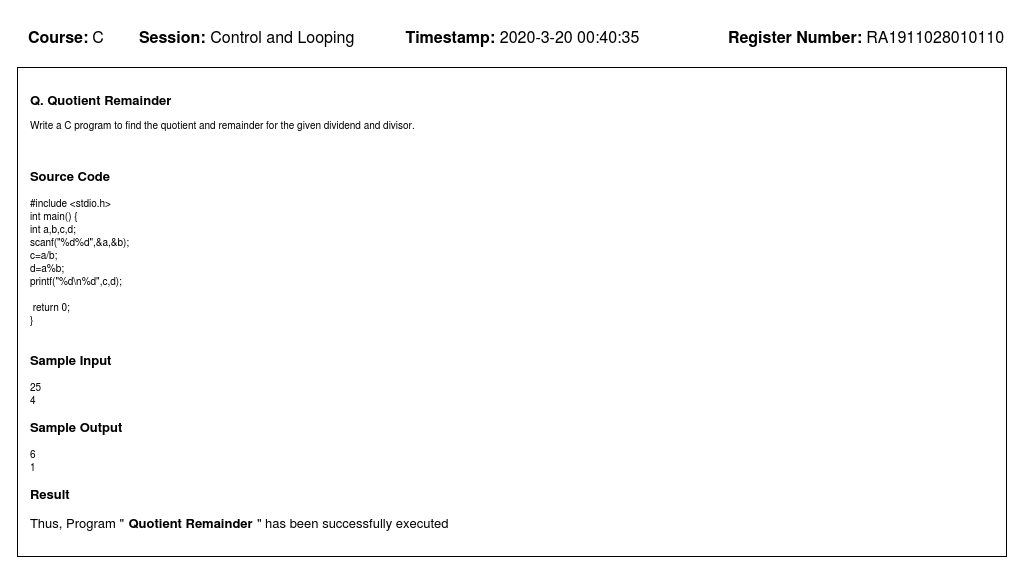 Course: C Session: Control and Looping Timestamp: 2020-3-20 00:40:35 Register Number: RA1911028010110
Q. Quotient Remainder
Write a C program to find the quotient and remainder for the given dividend and divisor.
Source Code
#include <stdio.h>
int main() {
int a,b,c,d;
scanf("%d%d",&a,&b);
c=a/b;
d=a%b;
printf("%d\n%d",c,d);
return 0;
}
Sample Input
25
4
Sample Output
6
1
Result
Thus, Program " Quotient Remainder " has been successfully executed